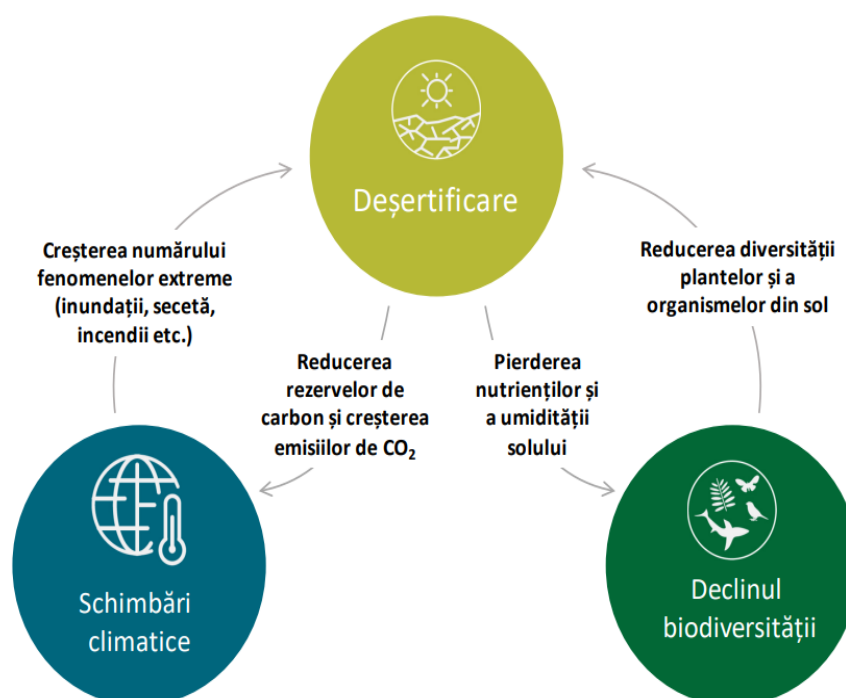 Deșertificare
Creșterea numărului
fenomenelor extreme
(inundații, secetă,
incendii etc.)
Reducerea diversității
plantelor și a
organismelor din sol
Reducerea
rezervelor de
carbon și creșterea
emisiilor de CO₂
Pierderea
nutrienților și
a umidității
solului
Schimbări
climatice
Declinul
biodiversității